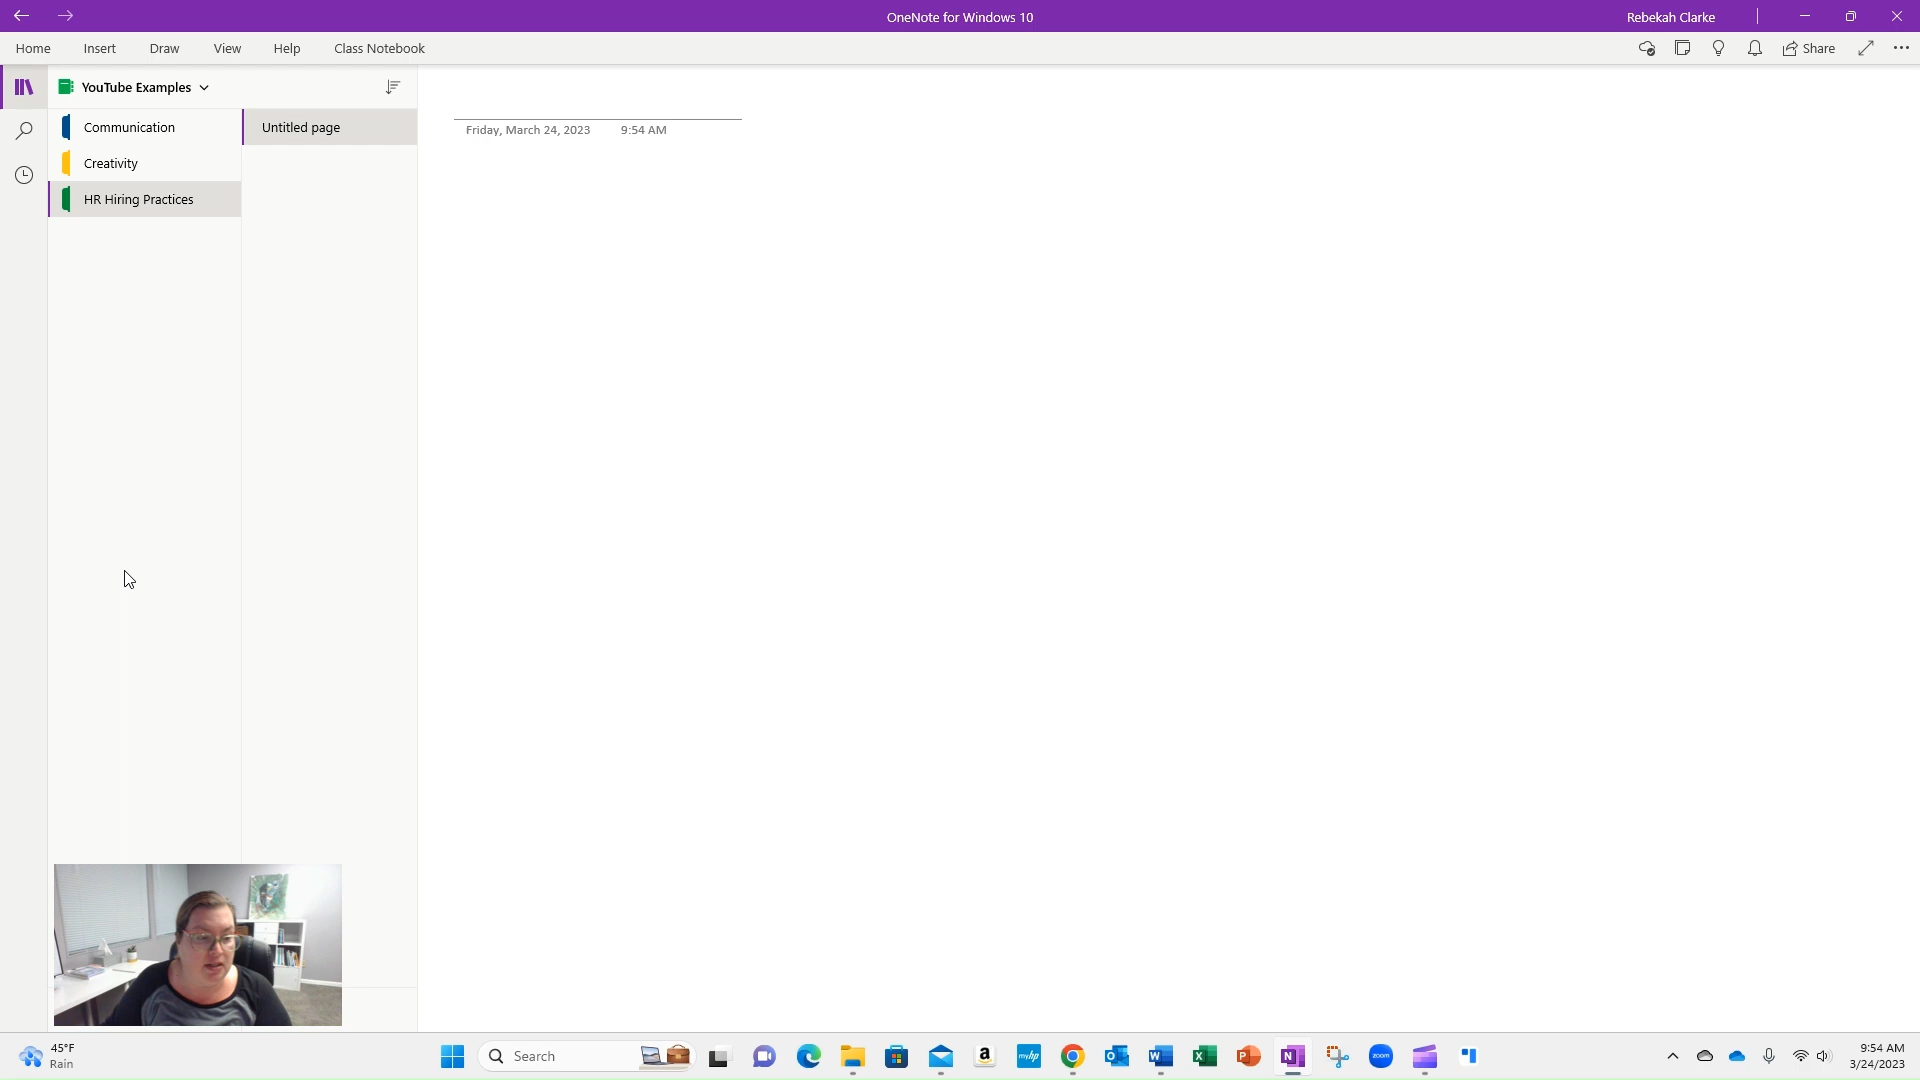 OneNote for Windows 10
Rebekah Clarke
Home Insert Draw View Help Class Notebook
Share
YouTube Examples
Communication
Untitled page
Creativity
HR Hiring Practices
Friday, March 24, 2023 9:54 AM
45°F
Rain
Search
a
myhp
W
X
P
N
zoom
9:54 AM
3/24/2023